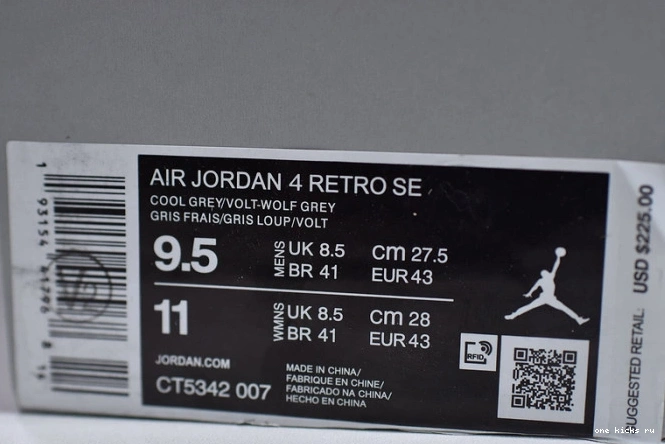 AIR JORDAN 4 RETRO SE
COOL GREY/VOLT-WOLF GREY
GRIS FRAIS/GRIS LOUP/VOLT
9.5
MENS
UK 8.5
cm 27.5
BR 41
EUR 43
11
WMNS
UK 8.5
cm 28
BR 41
EUR 43
JORDAN.COM
CT5342 007
MADE IN CHINA/
FABRIQUE EN CHINE/
FABRICADO NA CHINA/
HECHO EN CHINA
RFID
SUGGESTED RETAIL: USD $225.00
1 93154
one kicks ru